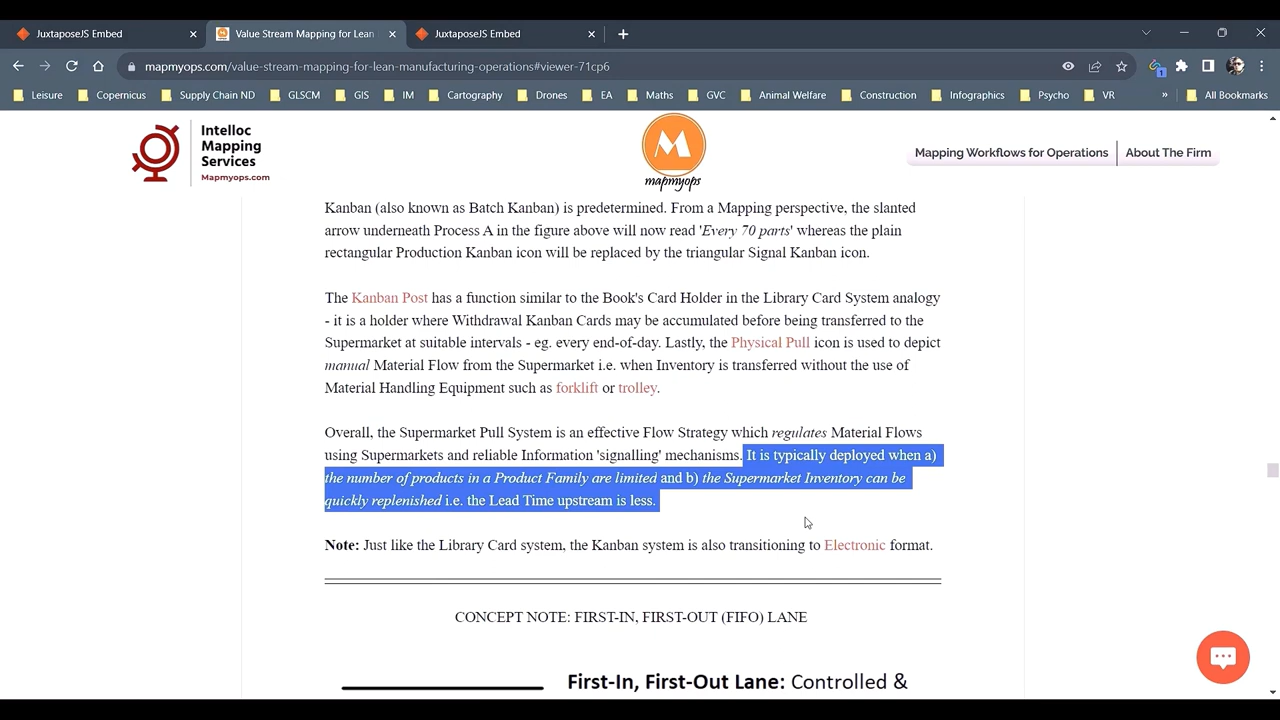 JuxtaposeJS Embed
Value Stream Mapping for Lean
JuxtaposeJS Embed
mapmyops.com/value-stream-mapping-for-lean-manufacturing-operations#viewer-71cp6
1
Leisure Copernicus Supply Chain ND GLSCM GIS IM Cartography Drones EA Maths GVC Animal Welfare Construction Infographics Psycho VR » All Bookmarks
Intelloc
Mapping
Services
Mapmyops.com
M
mapmyops
Mapping Workflows for Operations
About The Firm
Kanban (also known as Batch Kanban) is predetermined. From a Mapping perspective, the slanted
arrow underneath Process A in the figure above will now read 'Every 70 parts' whereas the plain
rectangular Production Kanban icon will be replaced by the triangular Signal Kanban icon.
The Kanban Post has a function similar to the Book's Card Holder in the Library Card System analogy
- it is a holder where Withdrawal Kanban Cards may be accumulated before being transferred to the
Supermarket at suitable intervals - eg. every end-of-day. Lastly, the Physical Pull icon is used to depict
manual Material Flow from the Supermarket i.e. when Inventory is transferred without the use of
Material Handling Equipment such as forklift or trolley.
Overall, the Supermarket Pull System is an effective Flow Strategy which regulates Material Flows
using Supermarkets and reliable Information 'signalling' mechanisms. It is typically deployed when a)
the number of products in a Product Family are limited and b) the Supermarket Inventory can be
quickly replenished i.e. the Lead Time upstream is less.
Note: Just like the Library Card system, the Kanban system is also transitioning to Electronic format.
CONCEPT NOTE: FIRST-IN, FIRST-OUT (FIFO) LANE
First-In, First-Out Lane: Controlled &